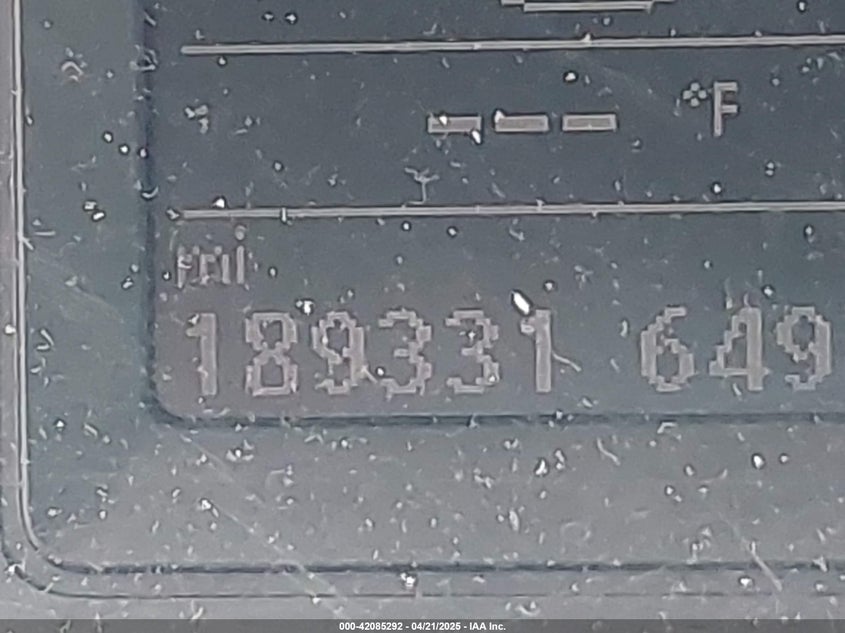 --- °F
mi
189331 649
000-42085292 - 04/21/2025 - IAA Inc.